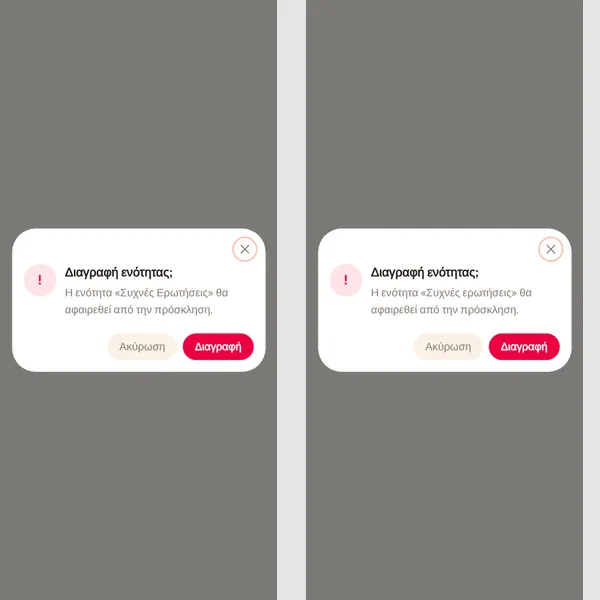 !
Διαγραφή ενότητας;
Η ενότητα «Συχνές Ερωτήσεις» θα
αφαιρεθεί από την πρόσκληση.
Ακύρωση
Διαγραφή
!
Διαγραφή ενότητας;
Η ενότητα «Συχνές ερωτήσεις» θα
αφαιρεθεί από την πρόσκληση.
Ακύρωση
Διαγραφή